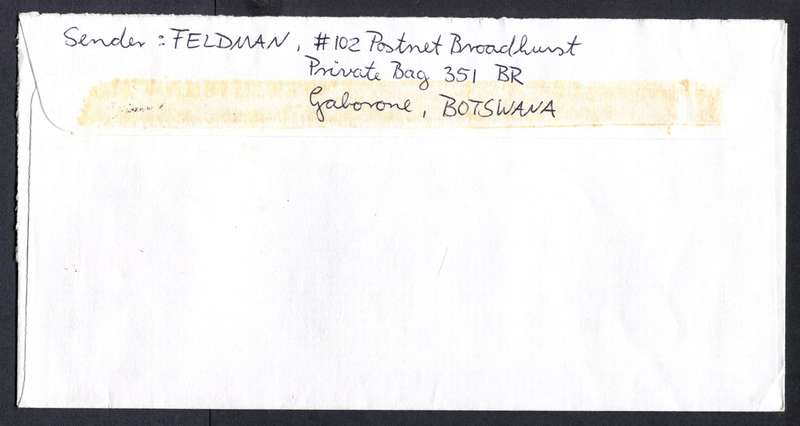 Sender : FELDMAN, #102 Postnet Broadhurst
Private Bag 351 BR
Gaborone, BOTSWANA